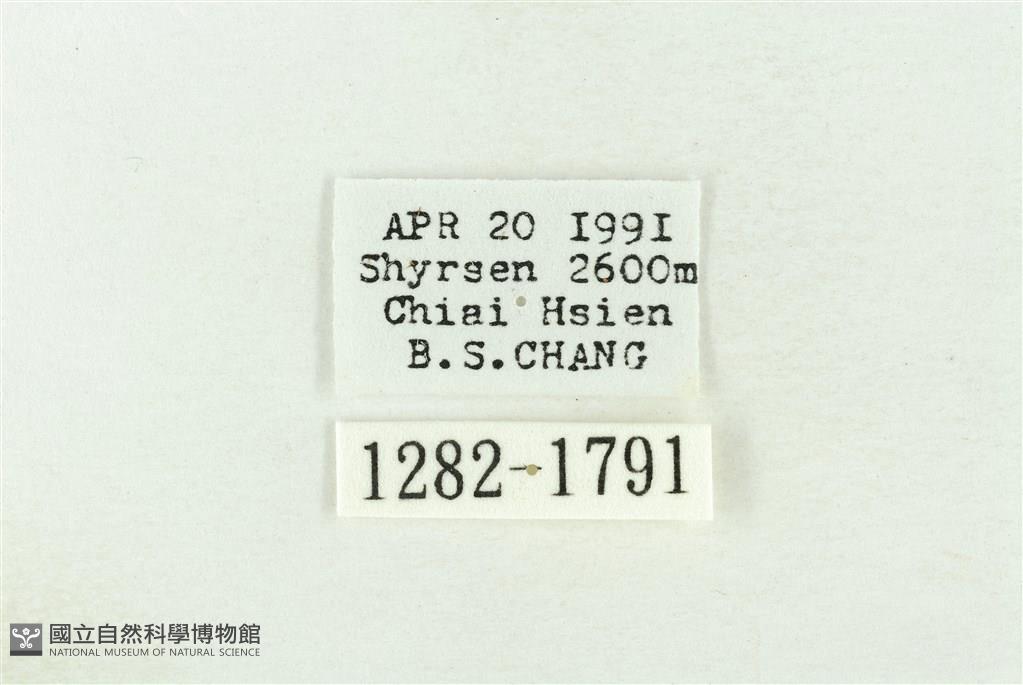 APR 20 1991
Shyrsen 2600m
Chiai Hsien
B.S.CHANG
1282-1791
國立自然科學博物館
NATIONAL MUSEUM OF NATURAL SCIENCE